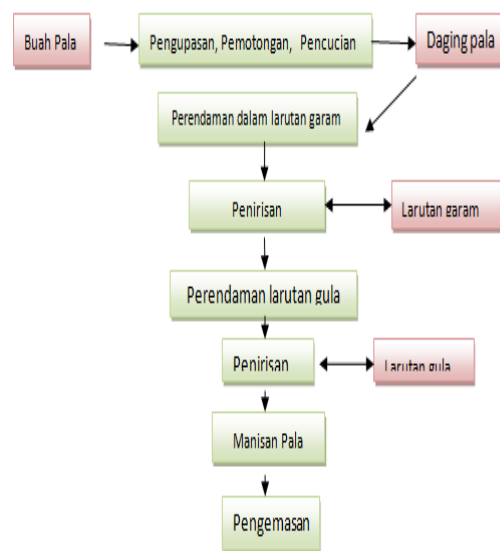 Buah Pala
Pengupasan, Pemotongan, Pencucian
Daging pala
Perendaman dalam larutan garam
Penirisan
Larutan garam
Perendaman larutan gula
Penirisan
Larutan gula
Manisan Pala
Pengemasan